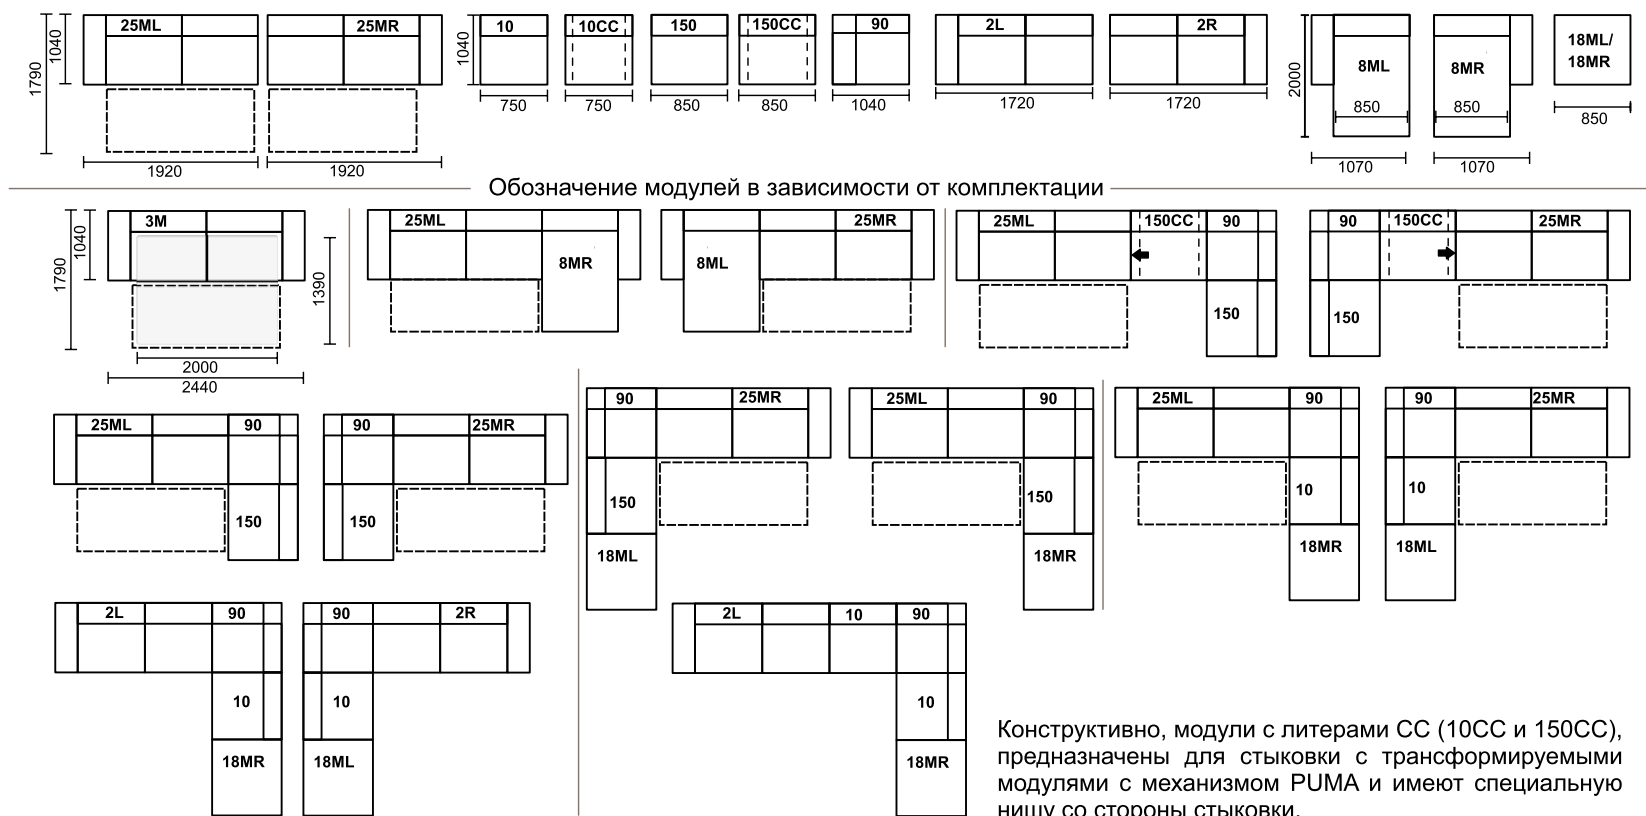 25ML 25MR 10 10CC 150 150CC 90 2L 2R
1790 1040 1040 2000
18ML/
18MR
8ML 8MR
850 850
750 750 850 850 1040 1720 1720 850
1920 1920 1070 1070
Обозначение модулей в зависимости от комплектации
3M 25ML 25MR 25ML 150CC 90 90 150CC 25MR
1790 1040 1390
8MR 8ML
150 150
2000
2440
90 25MR 25ML 90 25ML 90 90 25MR
25ML 90 90 25MR
10 10
150 150
150 150
18MR 18ML
18ML 18MR
2L 90 90 2R 2L 10 90
10 10 10
18MR 18ML 18MR
Конструктивно, модули с литерами СС (10СС и 150СС),
предназначены для стыковки с трансформируемыми
модулями с механизмом PUMA и имеют специальную
нишу со стороны стыковки.